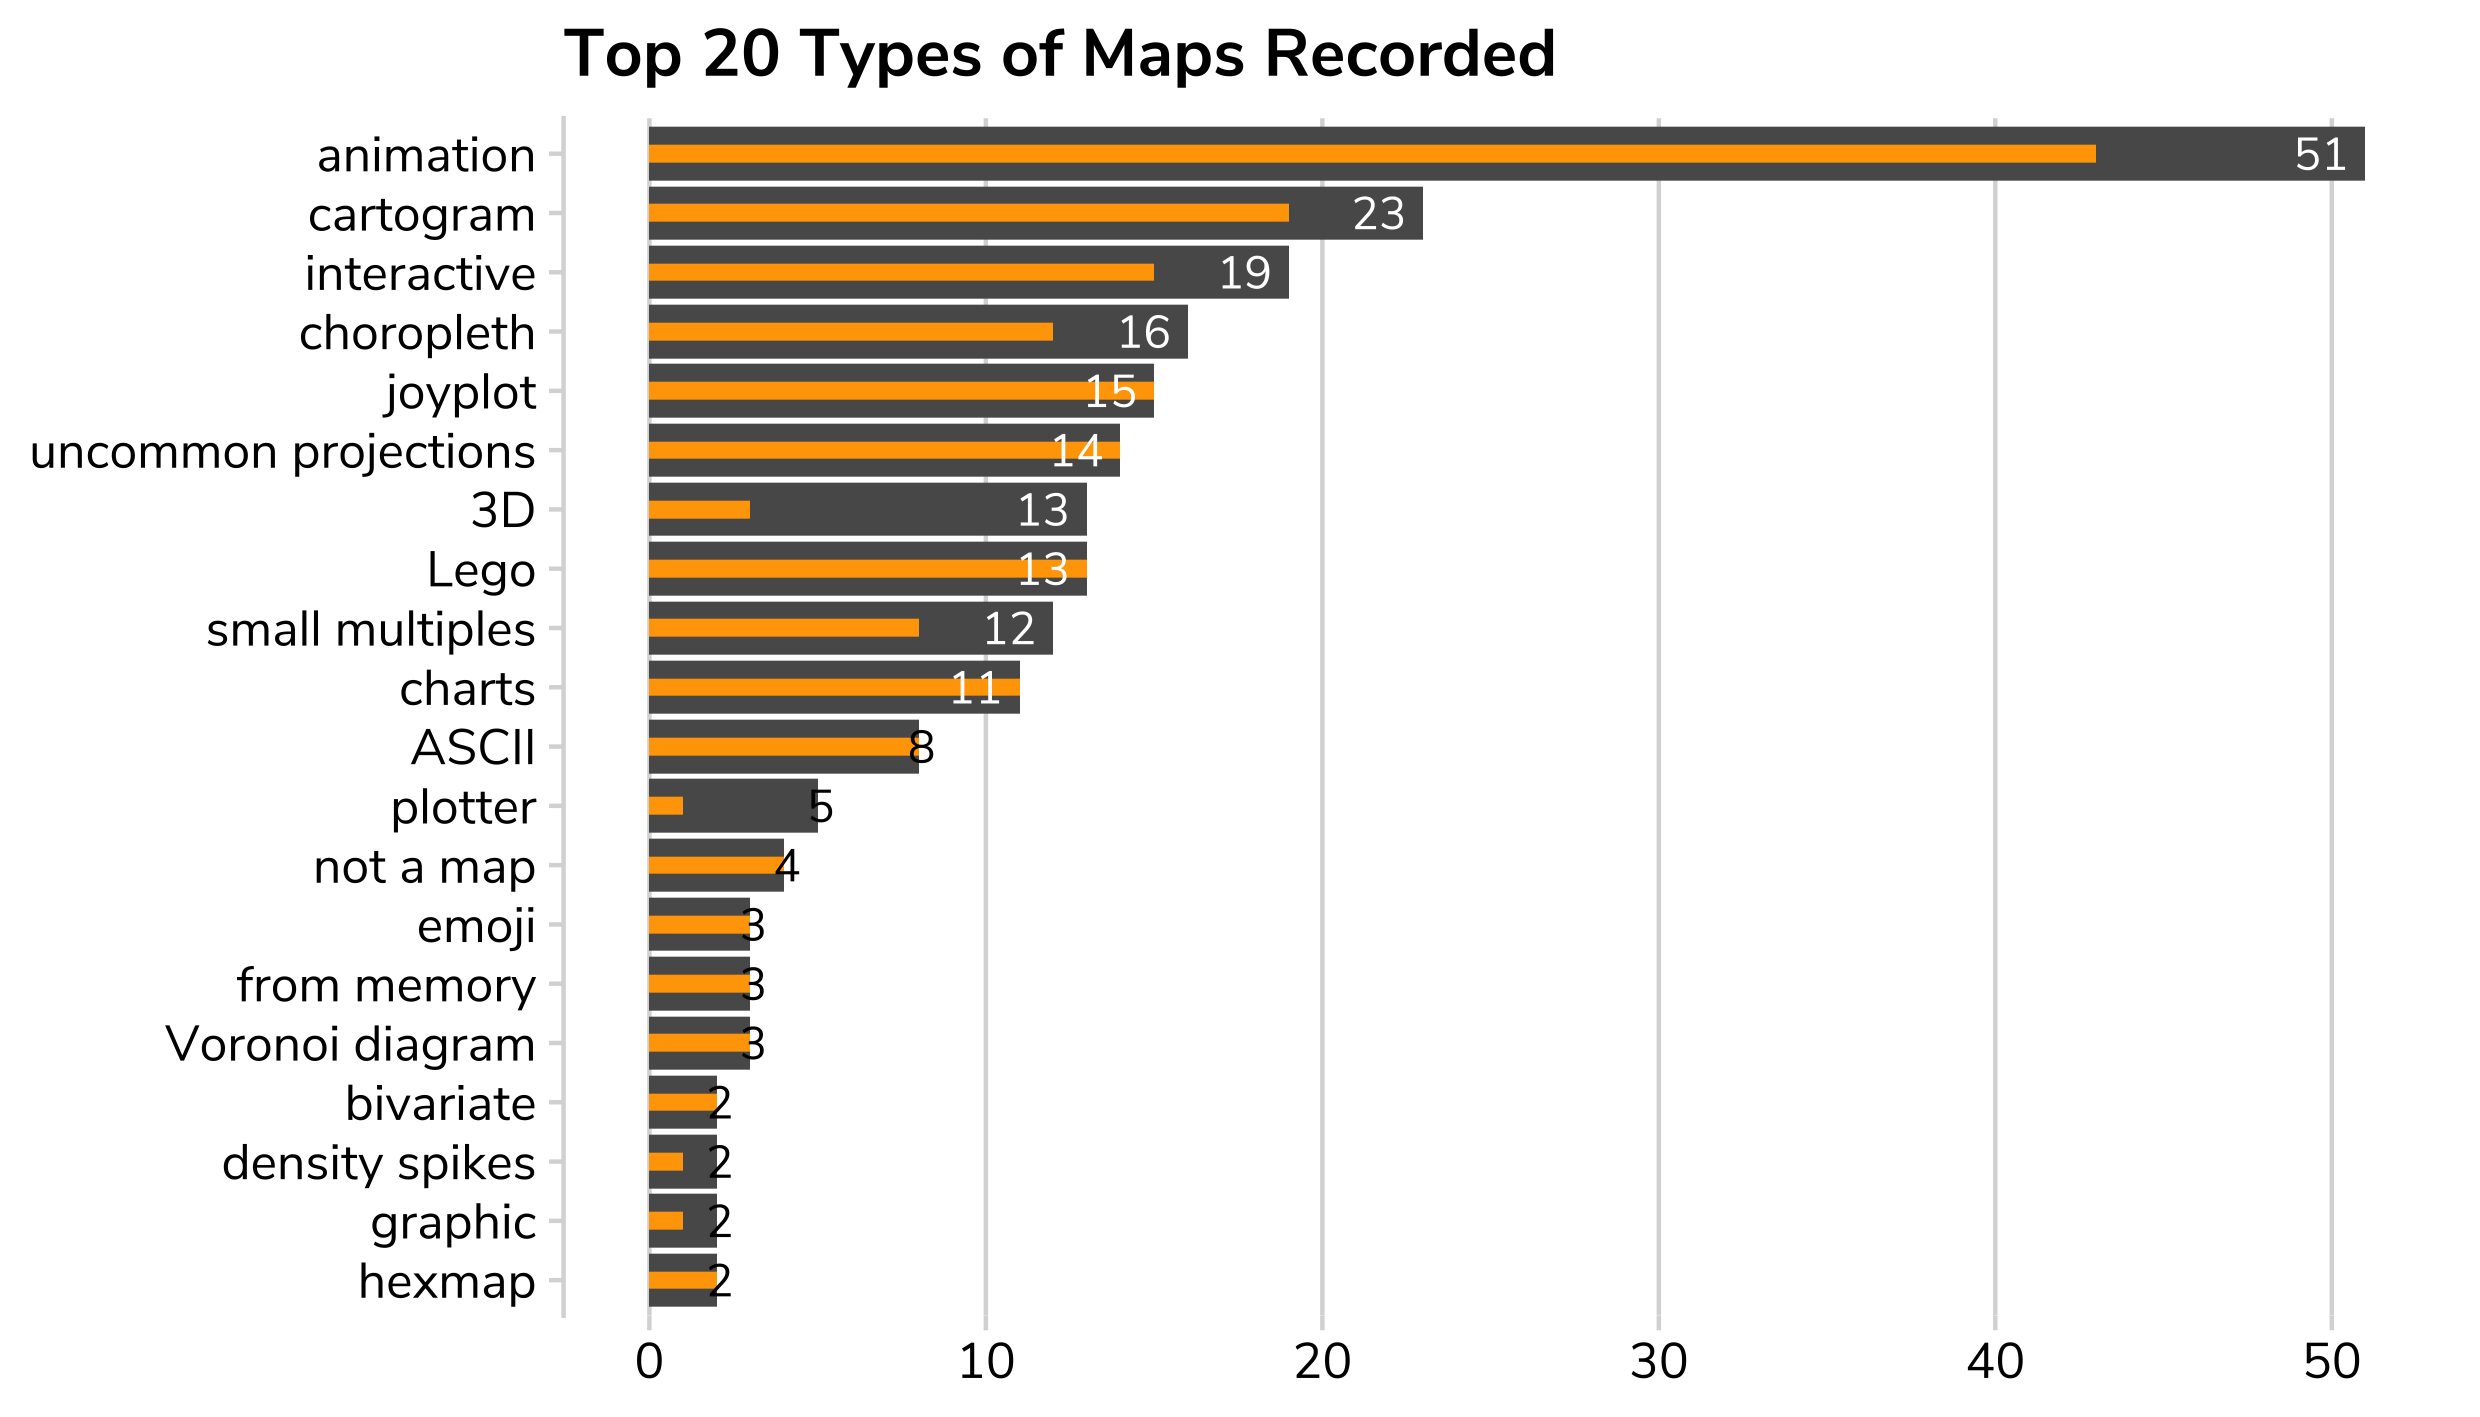 Top 20 Types of Maps Recorded
animation 51
cartogram 23
interactive 19
choropleth 16
joyplot 15
uncommon projections 14
3D 13
Lego 13
small multiples 12
charts 11
ASCII 8
plotter 5
not a map 4
emoji 3
from memory 3
Voronoi diagram 3
bivariate 2
density spikes 2
graphic 2
hexmap 2
0 10 20 30 40 50